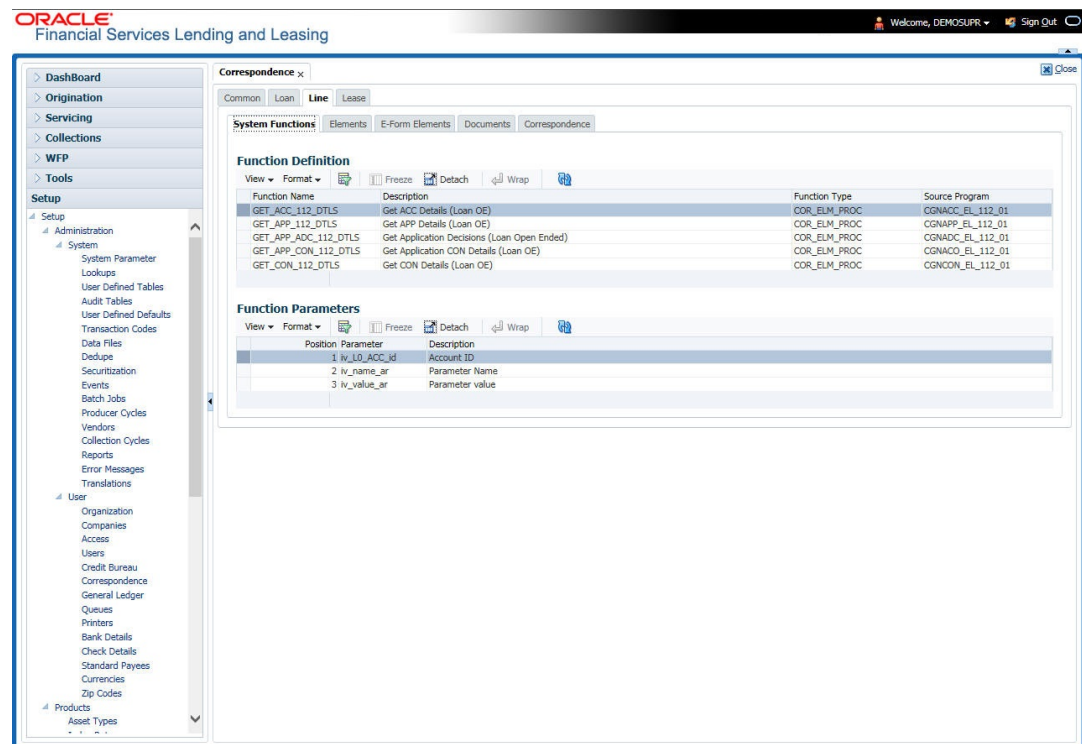 ORACLE
Financial Services Lending and Leasing
Welcome, DEMOSUPR
Sign Out
Close
DashBoard
Origination
Servicing
Collections
WFP
Tools
Setup
Setup
Administration
System
System Parameter
Lookups
User Defined Tables
Audit Tables
User Defined Defaults
Transaction Codes
Data Files
Dedupe
Securitization
Events
Batch Jobs
Producer Cycles
Vendors
Collection Cycles
Reports
Error Messages
Translations
User
Organization
Companies
Access
Users
Credit Bureau
Correspondence
General Ledger
Queues
Printers
Bank Details
Check Details
Standard Payees
Currencies
Zip Codes
Products
Asset Types
Correspondence x
Common Loan Line Lease
System Functions Elements E-Form Elements Documents Correspondence
Function Definition
View Format Freeze Detach Wrap
Function Name Description Function Type Source Program
GET_ACC_112_DTLS Get ACC Details (Loan OE) COR_ELM_PROC CGNACC_EL_112_01
GET_APP_112_DTLS Get APP Details (Loan OE) COR_ELM_PROC CGNAPP_EL_112_01
GET_APP_ADC_112_DTLS Get Application Decisions (Loan Open Ended) COR_ELM_PROC CGNADC_EL_112_01
GET_APP_CON_112_DTLS Get Application CON Details (Loan OE) COR_ELM_PROC CGNACO_EL_112_01
GET_CON_112_DTLS Get CON Details (Loan OE) COR_ELM_PROC CGNCON_EL_112_01
Function Parameters
View Format Freeze Detach Wrap
Position Parameter Description
1 iv_L0_ACC_id Account ID
2 iv_name_ar Parameter Name
3 iv_value_ar Parameter value